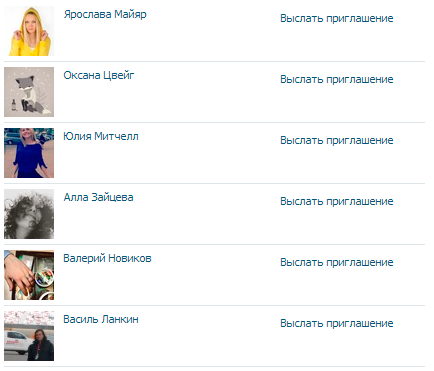 Ярослава Майяр Выслать приглашение
Оксана Цвейг Выслать приглашение
Юлия Митчелл Выслать приглашение
Алла Зайцева Выслать приглашение
Валерий Новиков Выслать приглашение
Василь Ланкин Выслать приглашение